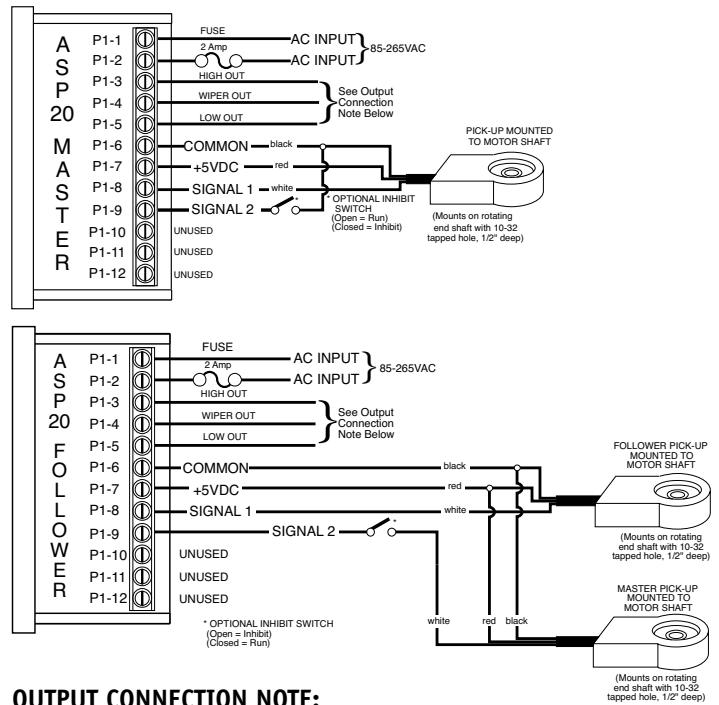 ASP20 MASTER
P1-1
P1-2
P1-3
P1-4
P1-5
P1-6
P1-7
P1-8
P1-9
P1-10
P1-11
P1-12
FUSE
2 Amp
AC INPUT
AC INPUT
85-265VAC
HIGH OUT
WIPER OUT
LOW OUT
See Output
Connection
Note Below
COMMON
black
+5VDC
red
SIGNAL 1
white
SIGNAL 2
*
* OPTIONAL INHIBIT
SWITCH
(Open = Run)
(Closed = Inhibit)
UNUSED
UNUSED
UNUSED
PICK-UP MOUNTED
TO MOTOR SHAFT
(Mounts on rotating
end shaft with 10-32
tapped hole, 1/2" deep)
ASP20 FOLLOWER
P1-1
P1-2
P1-3
P1-4
P1-5
P1-6
P1-7
P1-8
P1-9
P1-10
P1-11
P1-12
FUSE
2 Amp
AC INPUT
AC INPUT
85-265VAC
HIGH OUT
WIPER OUT
LOW OUT
See Output
Connection
Note Below
COMMON
black
+5VDC
red
SIGNAL 1
white
SIGNAL 2
*
UNUSED
UNUSED
UNUSED
* OPTIONAL INHIBIT SWITCH
(Open = Inhibit)
(Closed = Run)
FOLLOWER PICK-UP
MOUNTED TO
MOTOR SHAFT
(Mounts on rotating
end shaft with 10-32
tapped hole, 1/2" deep)
MASTER PICK-UP
MOUNTED TO
MOTOR SHAFT
white red black
(Mounts on rotating
end shaft with 10-32
tapped hole, 1/2" deep)
OUTPUT CONNECTION NOTE: